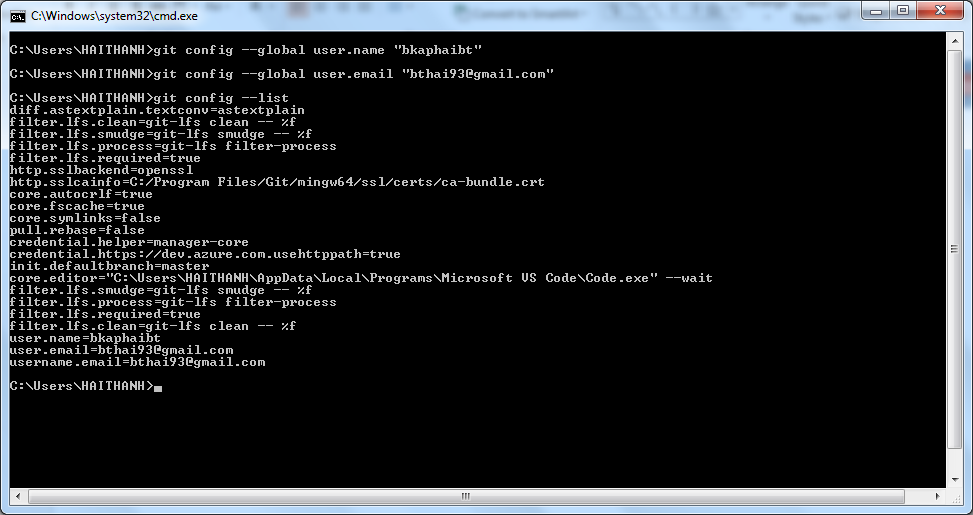 C:\Windows\system32\cmd.exe
C:\Users\HAITHANH>git config --global user.name "bkaphaibt"
C:\Users\HAITHANH>git config --global user.email "bthai93@gmail.com"
C:\Users\HAITHANH>git config --list
diff.astextplain.textconv=astextplain
filter.lfs.clean=git-lfs clean -- %f
filter.lfs.smudge=git-lfs smudge -- %f
filter.lfs.process=git-lfs filter-process
filter.lfs.required=true
http.sslbackend=openssl
http.sslcainfo=C:/Program Files/Git/mingw64/ssl/certs/ca-bundle.crt
core.autocrlf=true
core.fscache=true
core.symlinks=false
pull.rebase=false
credential.helper=manager-core
credential.https://dev.azure.com.usehttppath=true
init.defaultbranch=master
core.editor="C:\Users\HAITHANH\AppData\Local\Programs\Microsoft VS Code\Code.exe" --wait
filter.lfs.smudge=git-lfs smudge -- %f
filter.lfs.process=git-lfs filter-process
filter.lfs.required=true
filter.lfs.clean=git-lfs clean -- %f
user.name=bkaphaibt
user.email=bthai93@gmail.com
username.email=bthai93@gmail.com
C:\Users\HAITHANH>